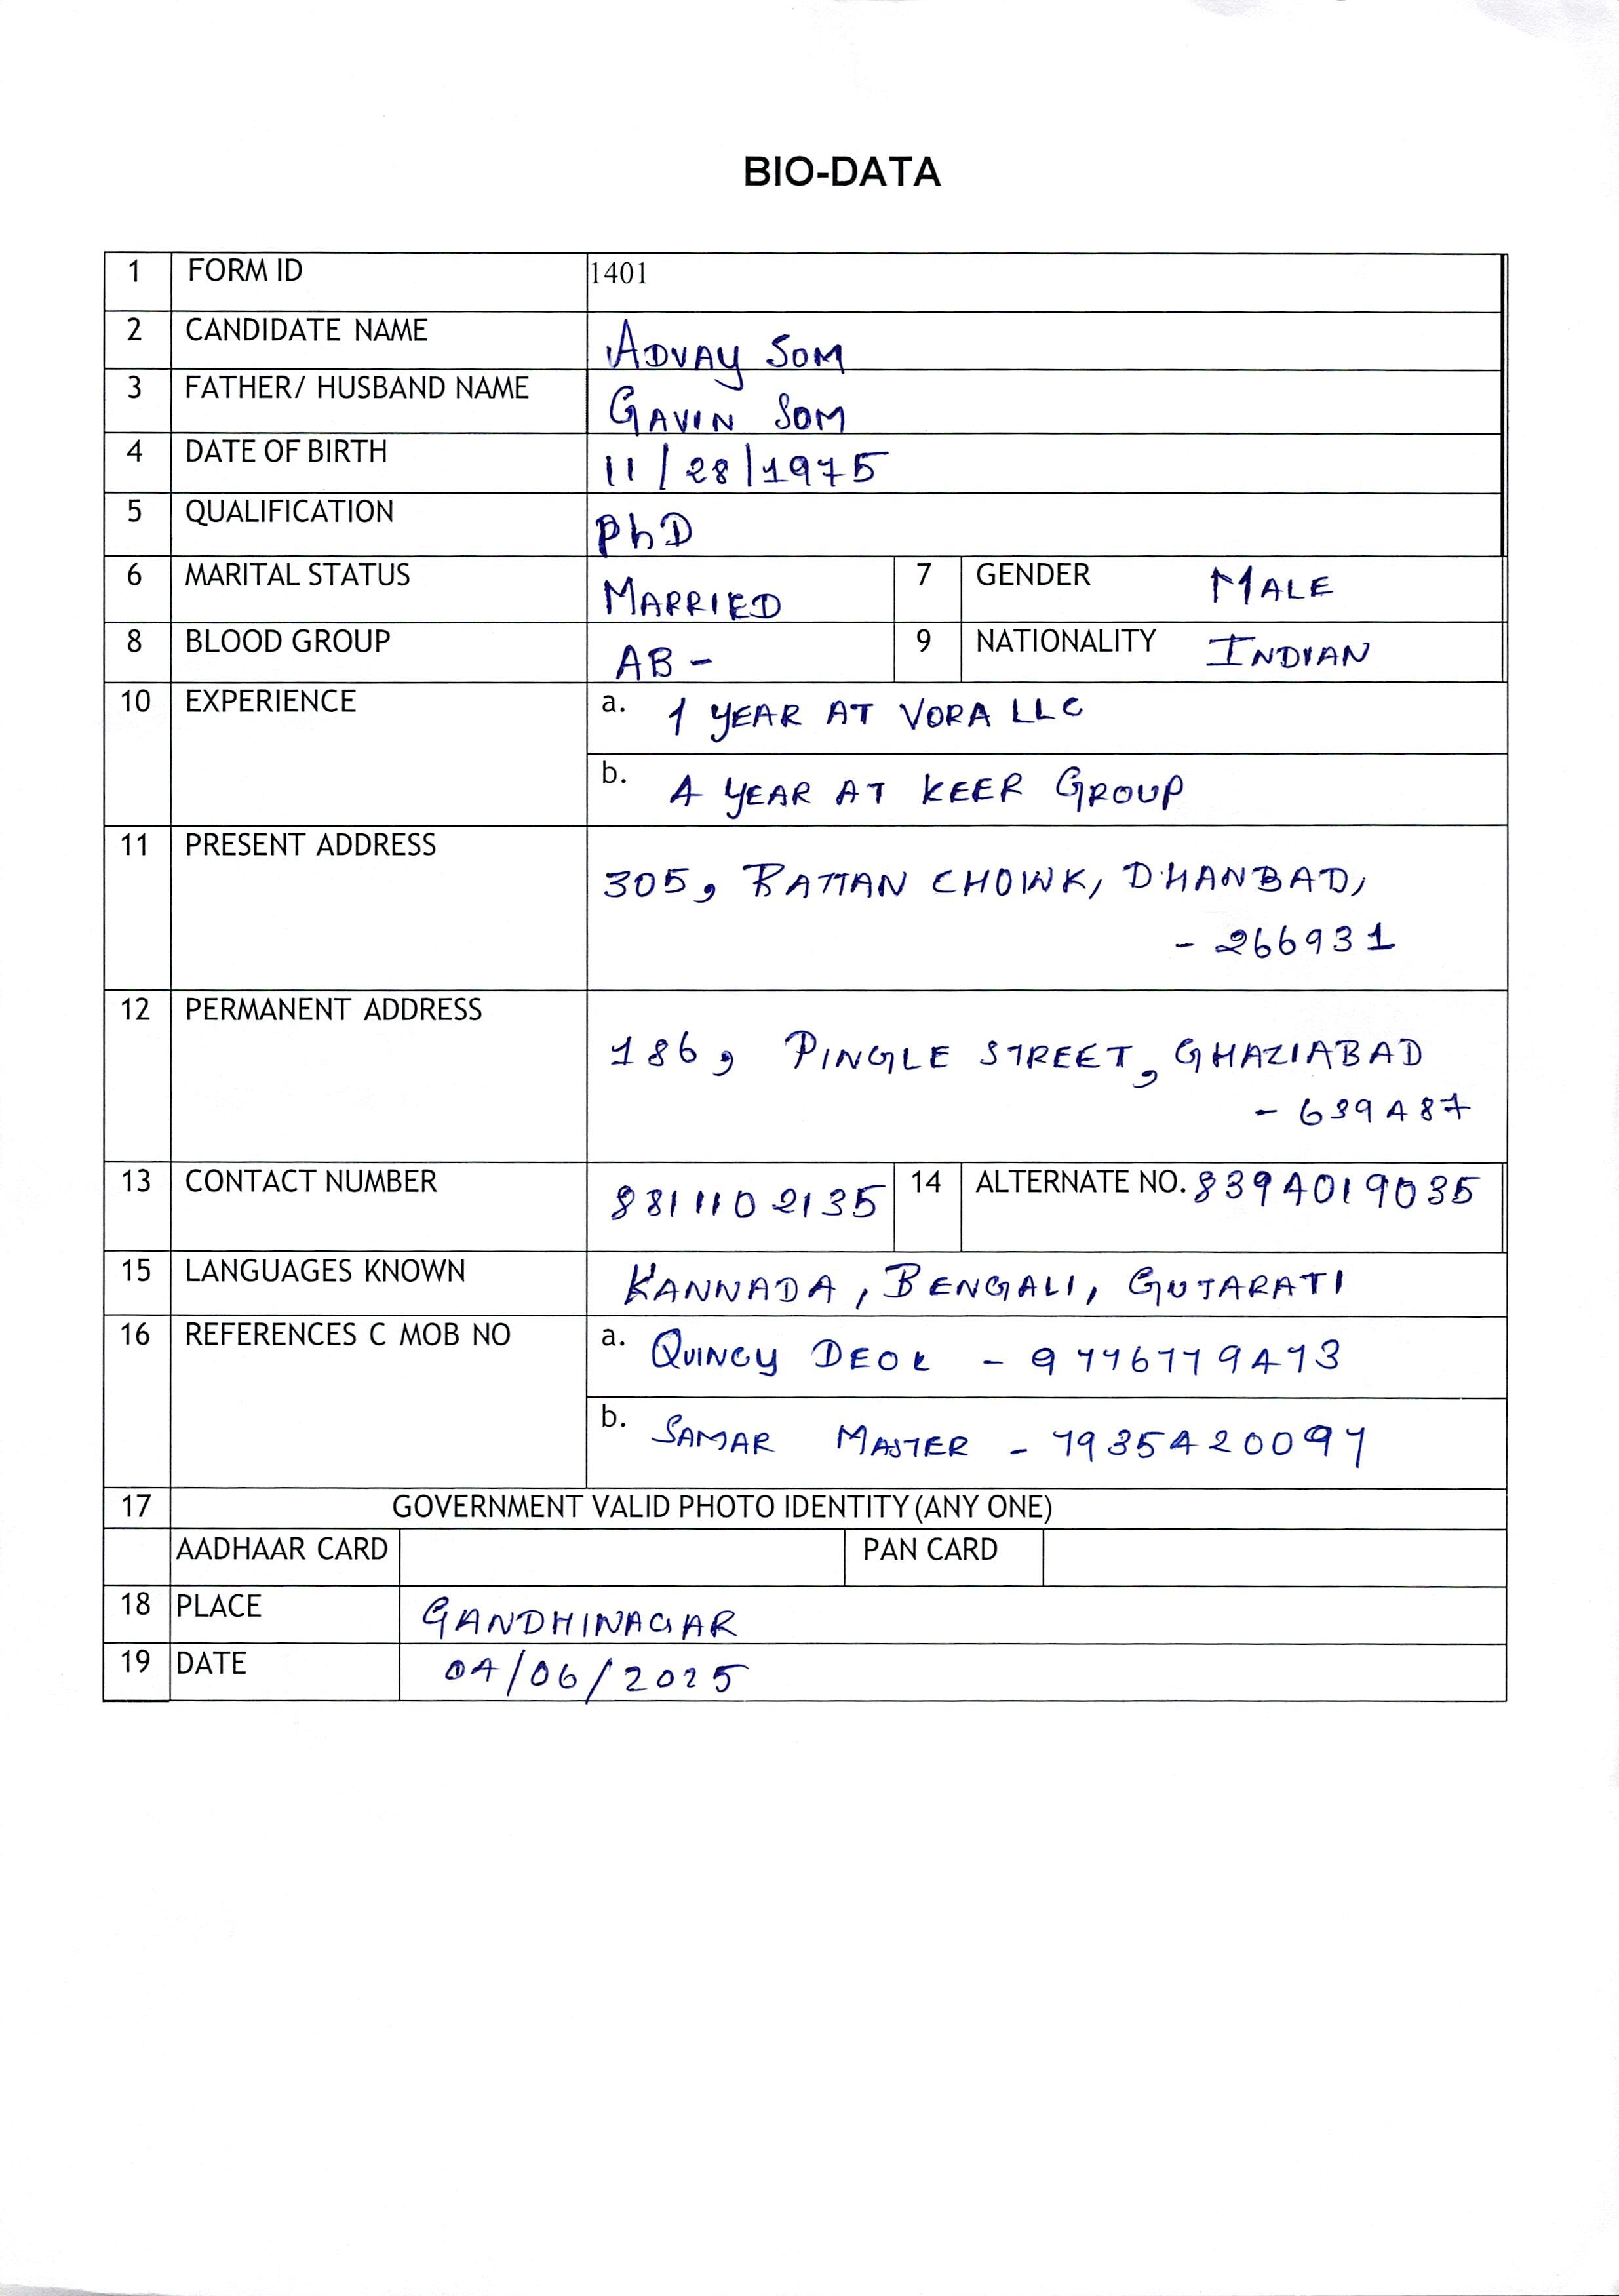 BIO-DATA
1 FORM ID 1401
2 CANDIDATE NAME ADVAY SOM
3 FATHER/ HUSBAND NAME GAVIN SOM
4 DATE OF BIRTH 11/28/1975
5 QUALIFICATION PhD
6 MARITAL STATUS MARRIED 7 GENDER MALE
8 BLOOD GROUP AB- 9 NATIONALITY INDIAN
10 EXPERIENCE a. 1 YEAR AT VORA LLC
b. 4 YEAR AT KEER GROUP
11 PRESENT ADDRESS
305, RATTAN CHOWK, DHANBAD,
- 266931
12 PERMANENT ADDRESS
186, PINGLE STREET, GHAZIABAD
- 639487
13 CONTACT NUMBER 8811102135 14 ALTERNATE NO. 8394019035
15 LANGUAGES KNOWN KANNADA, BENGALI, GUJARATI
16 REFERENCES C MOB NO a. QUINCY DEOL - 9776779473
b. SAMAR MASTER - 7935420097
17 GOVERNMENT VALID PHOTO IDENTITY (ANY ONE)
AADHAAR CARD PAN CARD
18 PLACE GANDHINAGAR
19 DATE 04/06/2025